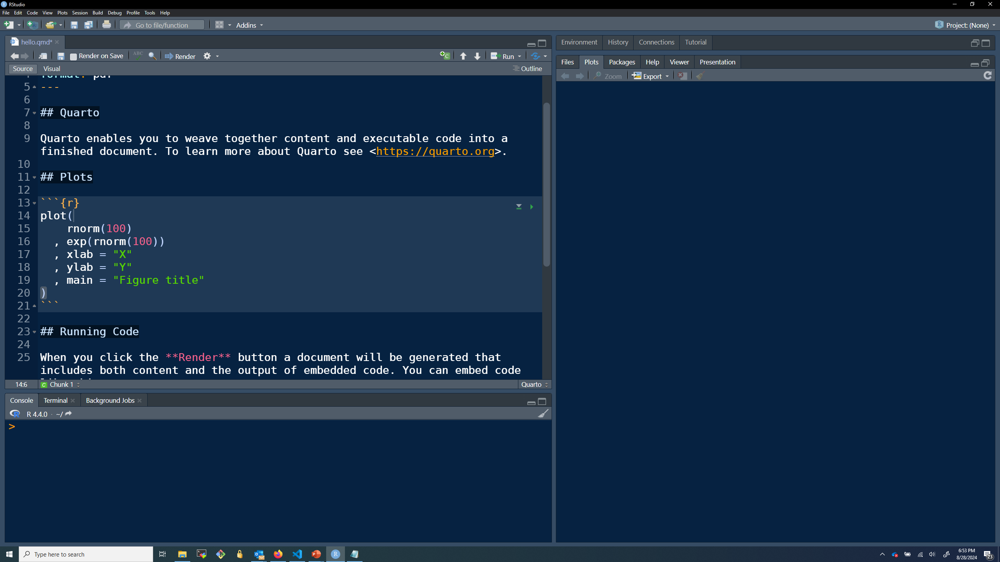 RStudio
File Edit Code View Plots Session Build Debug Profile Tools Help
Go to file/function Addins Project: (None)
hello.qmd*
Render on Save ABC Render Run
Source Visual Outline
4 format: pdf
5 ---
6
7 ## Quarto
8
9 Quarto enables you to weave together content and executable code into a
finished document. To learn more about Quarto see <https://quarto.org>.
10
11 ## Plots
12
13 ```{r}
14 plot(
15 rnorm(100)
16 , exp(rnorm(100))
17 , xlab = "X"
18 , ylab = "Y"
19 , main = "Figure title"
20 )
21 ```
22
23 ## Running Code
24
25 When you click the **Render** button a document will be generated that
includes both content and the output of embedded code. You can embed code
14:6 C Chunk 1 Quarto
Console Terminal Background Jobs
R 4.4.0 · ~/
>
Environment History Connections Tutorial
Files Plots Packages Help Viewer Presentation
Zoom Export
Type here to search
6:53 PM
8/28/2024
23